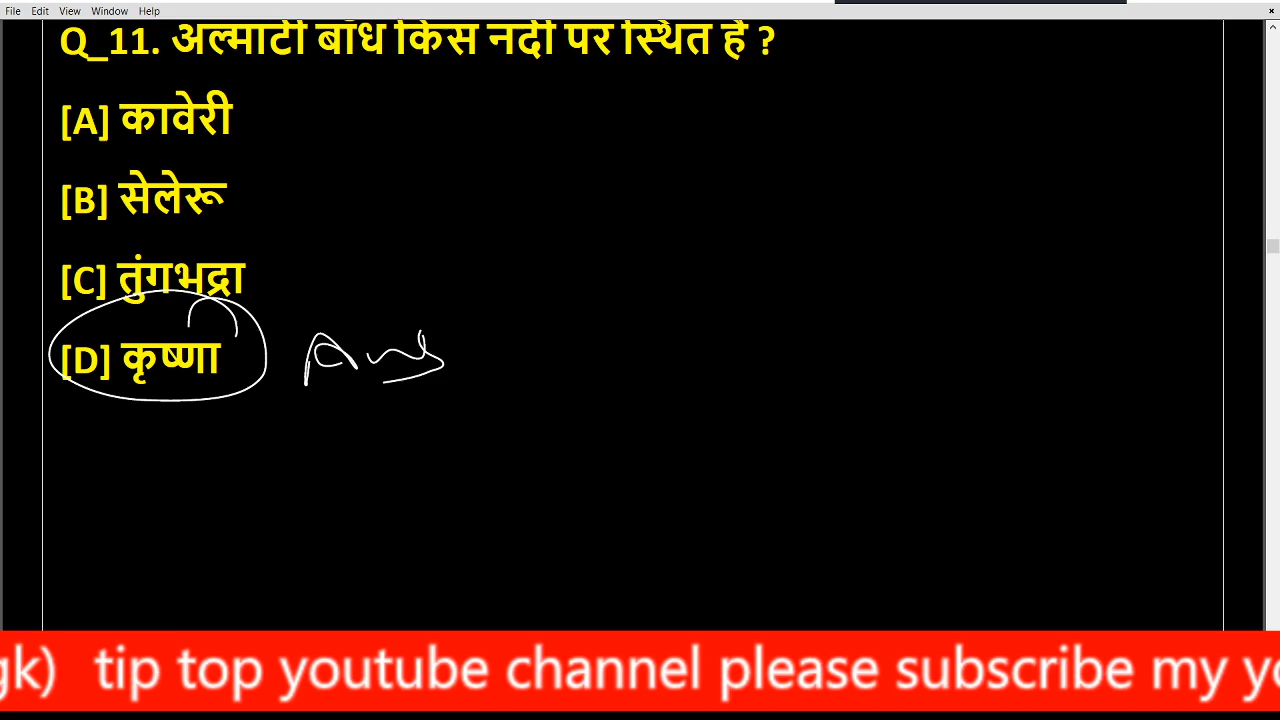 File Edit View Window Help
Q_11. अल्माटी बाँध किस नदी पर स्थित है ?
[A] कावेरी
[B] सेलेरू
[C] तुंगभद्रा
[D] कृष्णा Ans
gk) tip top youtube channel please subscribe my yo